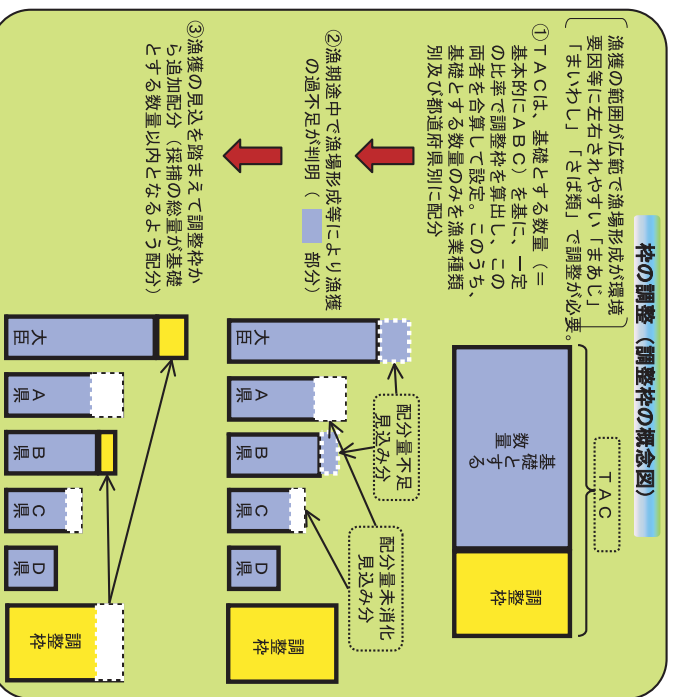 枠の調整（調整枠の概念図）
漁獲の範囲が広範で漁場形成が環境
要因等に左右されやすい「まあじ」
「まいわし」「さば類」で調整が必要。
①ＴＡＣは、基礎とする数量（＝
基本的にＡＢＣ）を基に、一定
の比率で調整枠を算出し、この
両者を合算して設定。このうち、
基礎とする数量のみを漁業種類
別及び都道府県別に配分
ＴＡＣ
基礎とする
数量
調整枠
②漁期途中で漁場形成等により漁獲
の過不足が判明（　部分）
配分量不足
見込み分
配分量未消化
見込み分
大臣
Ａ県
Ｂ県
Ｃ県
Ｄ県
調整枠
③漁獲の見込を踏まえて調整枠か
ら追加配分（採捕の総量が基礎
とする数量以内となるよう配分）
大臣
Ａ県
Ｂ県
Ｃ県
Ｄ県
調整枠